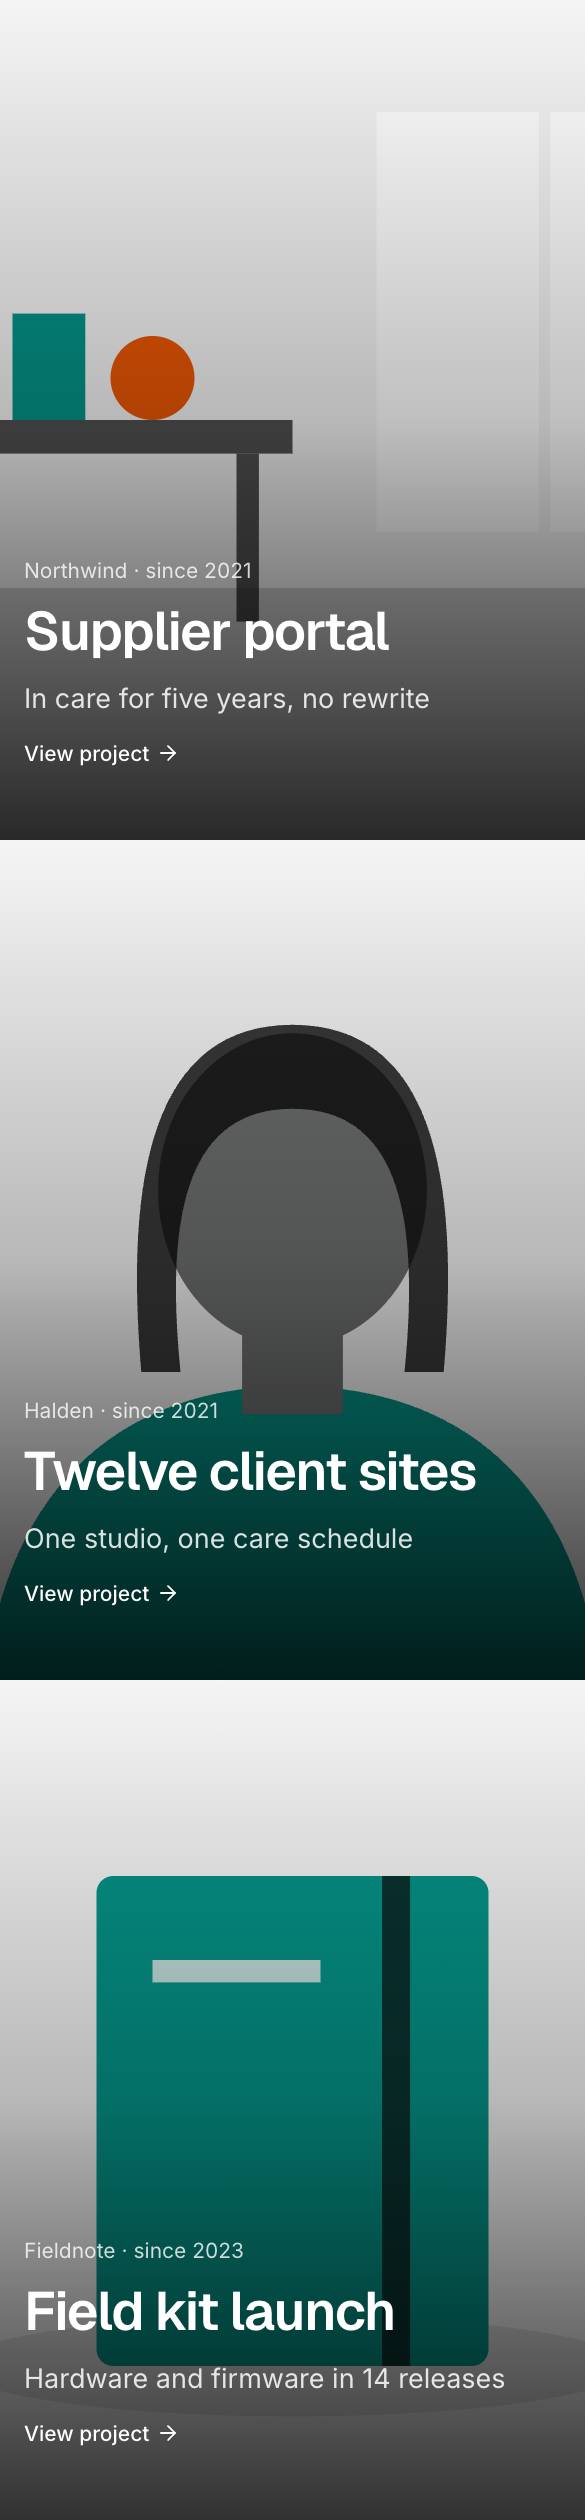 Northwind · since 2021
Supplier portal
In care for five years, no rewrite
View project →
Halden · since 2021
Twelve client sites
One studio, one care schedule
View project →
Fieldnote · since 2023
Field kit launch
Hardware and firmware in 14 releases
View project →